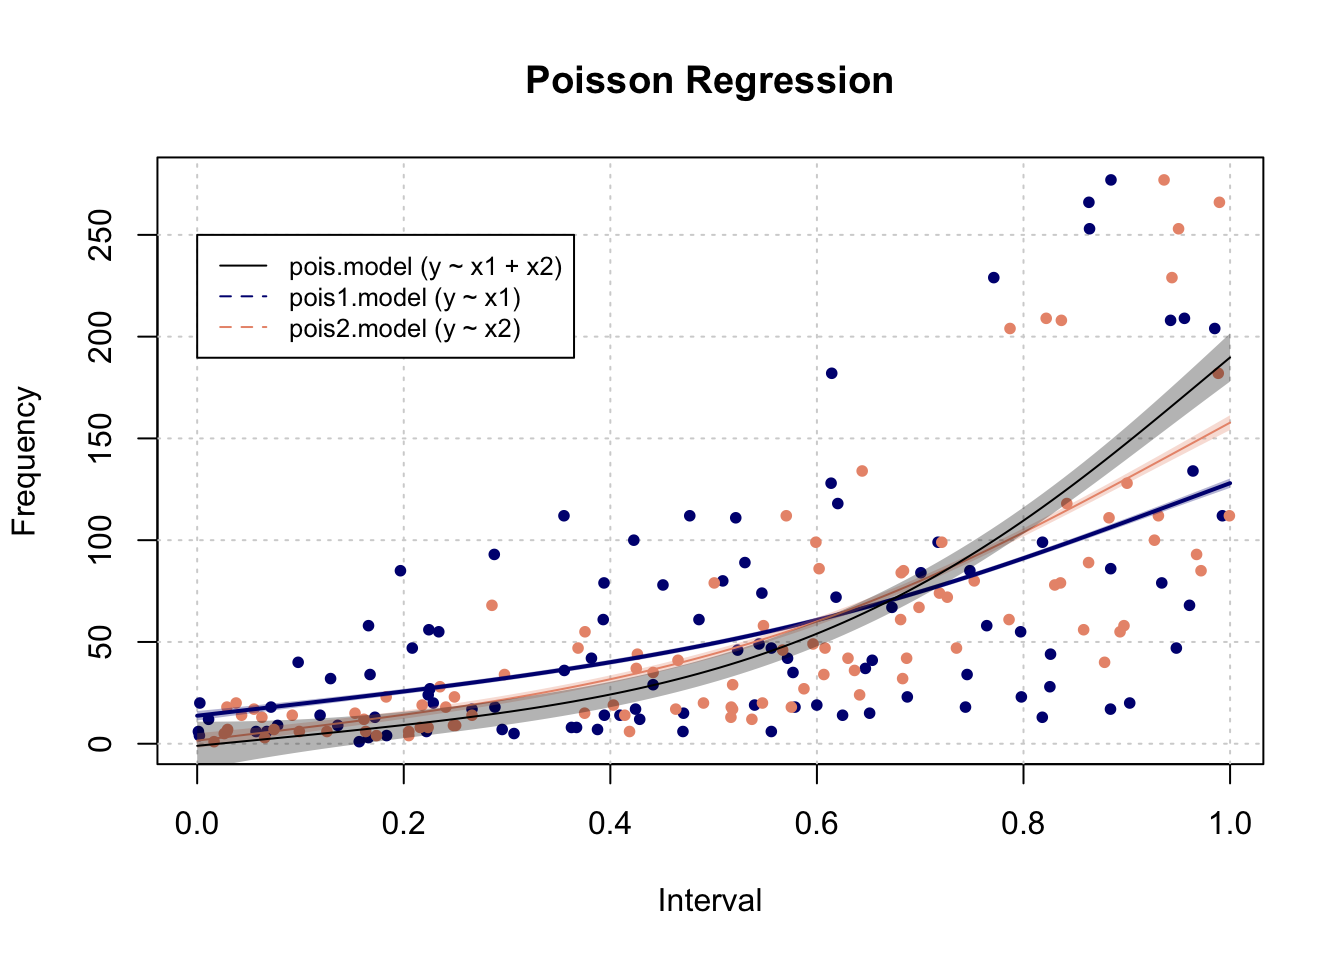 Poisson Regression
Frequency
250
200
150
100
50
0
pois.model (y ~ x1 + x2)
pois1.model (y ~ x1)
pois2.model (y ~ x2)
0.0 0.2 0.4 0.6 0.8 1.0
Interval